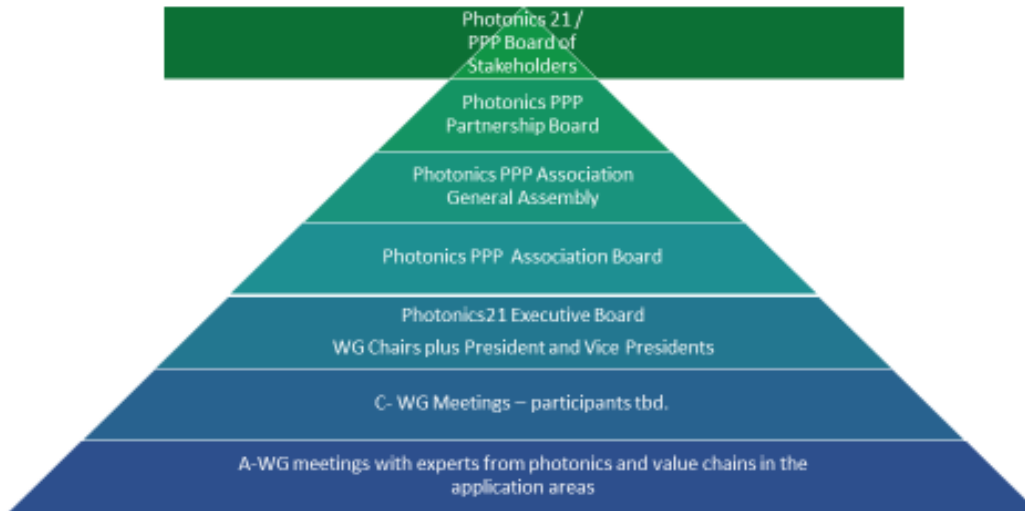 Photonics 21 /
PPP Board of
Stakeholders
Photonics PPP
Partnership Board
Photonics PPP Association
General Assembly
Photonics PPP Association Board
Photonics21 Executive Board
WG Chairs plus President and Vice Presidents
C- WG Meetings – participants tbd.
A-WG meetings with experts from photonics and value chains in the
application areas